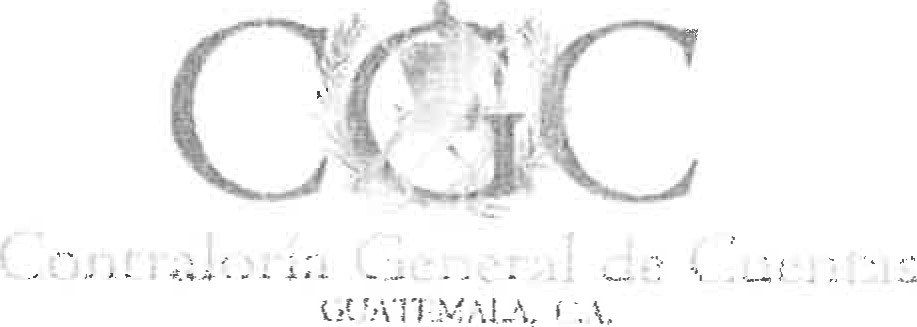 CGC
Contraloría General de Cuentas
GUATEMALA, C.A.